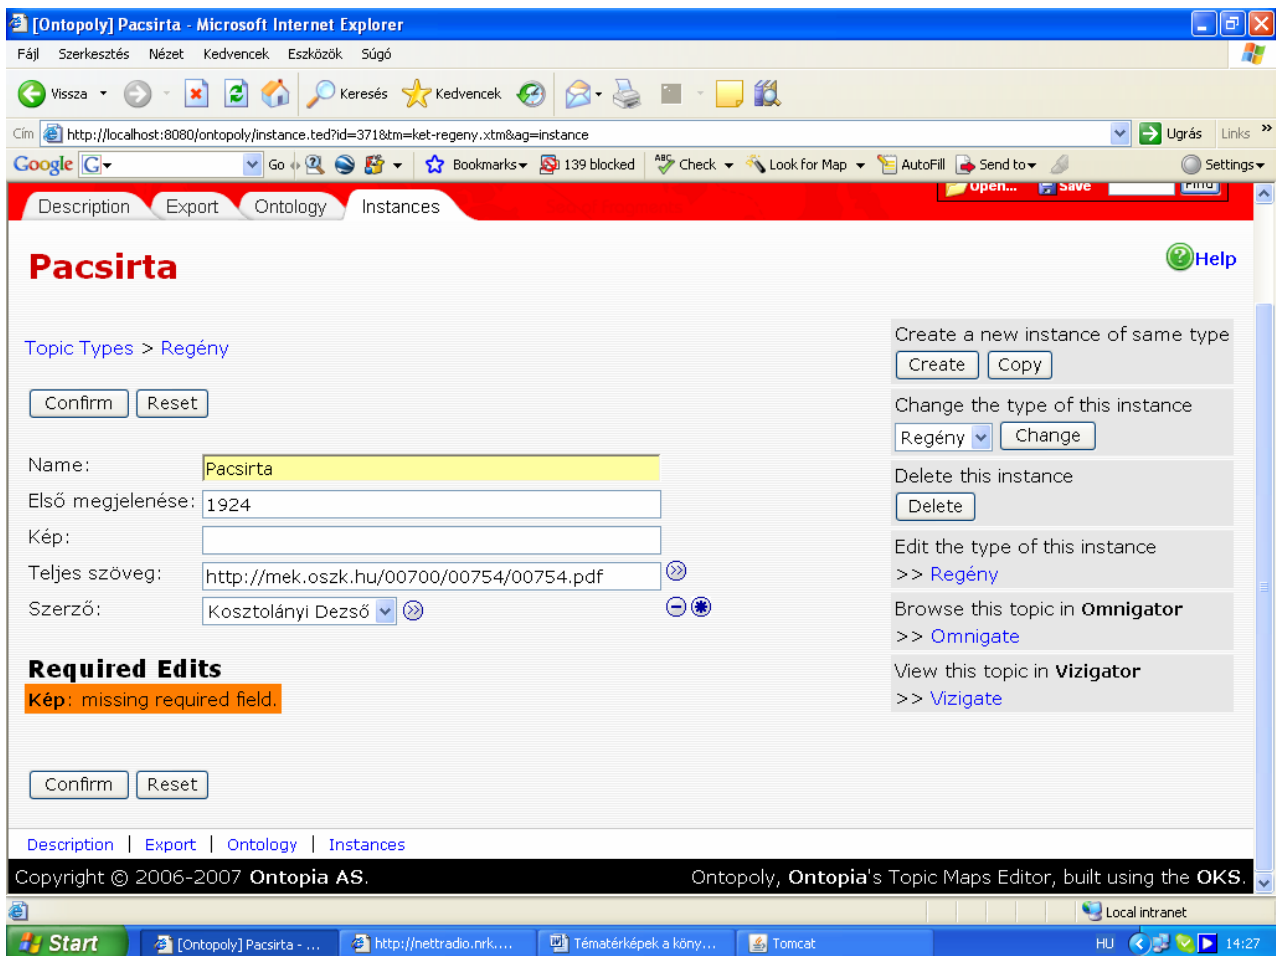 [Ontopoly] Pacsirta - Microsoft Internet Explorer
Fájl Szerkesztés Nézet Kedvencek Eszközök Súgó
Vissza Keresés Kedvencek
Cím http://localhost:8080/ontopoly/instance.ted?id=371&tm=ket-regeny.xtm&ag=instance Ugrás Links »
Google G Go Bookmarks 139 blocked ABC Check Look for Map AutoFill Send to Settings
Description Export Ontology Instances Open... Save Find
Pacsirta
Help
Topic Types > Regény
Confirm Reset
Name: Pacsirta
Első megjelenése: 1924
Kép:
Teljes szöveg: http://mek.oszk.hu/00700/00754/00754.pdf
Szerző: Kosztolányi Dezső
Required Edits
Kép: missing required field.
Confirm Reset
Create a new instance of same type
Create Copy
Change the type of this instance
Regény Change
Delete this instance
Delete
Edit the type of this instance
>> Regény
Browse this topic in Omnigator
>> Omnigate
View this topic in Vizigator
>> Vizigate
Description | Export | Ontology | Instances
Copyright © 2006-2007 Ontopia AS. Ontopoly, Ontopia's Topic Maps Editor, built using the OKS.
Local intranet
Start [Ontopoly] Pacsirta - ... http://nettradio.nrk.... Tématérképek a köny... Tomcat HU 14:27